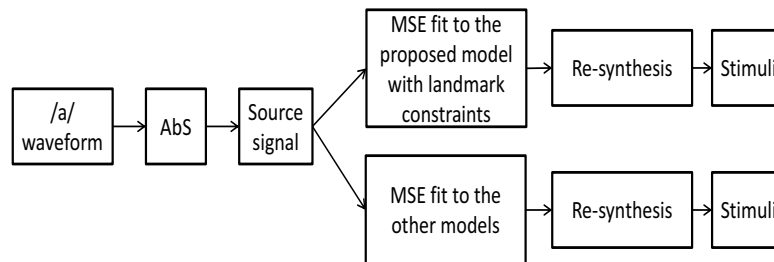 MSE fit to the
proposed model
with landmark
constraints
Re-synthesis
Stimuli
/a/
waveform
AbS
Source
signal
MSE fit to the
other models
Re-synthesis
Stimuli